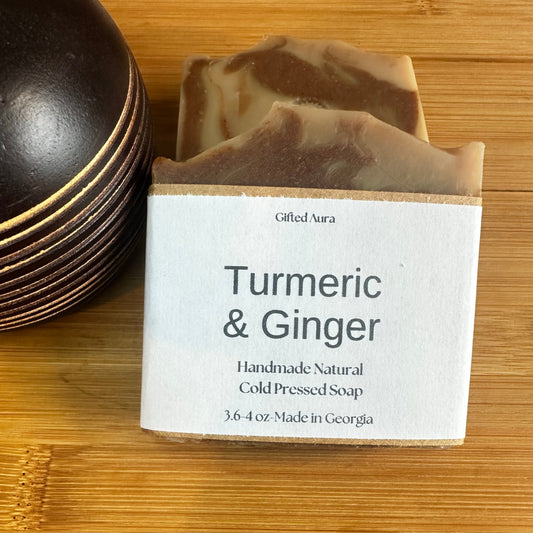 Gifted Aura
Turmeric
& Ginger
Handmade Natural
Cold Pressed Soap
3.6-4 oz-Made in Georgia